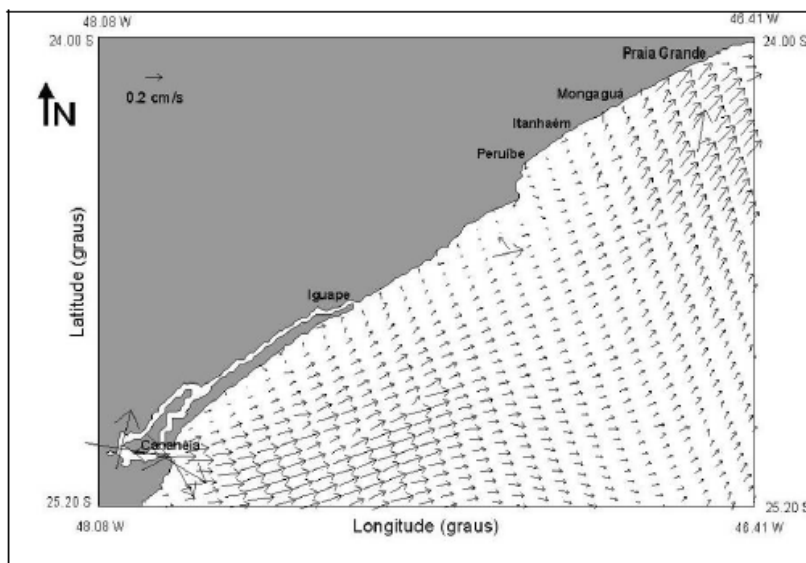 48.08 W
46.41 W
24.00 S
24.00 S
Praia Grande
0.2 cm/s
N
Mongaguá
Itanhaém
Peruíbe
Latitude (graus)
Iguape
Cananéia
25.20 S
25.20 S
48.08 W
Longitude (graus)
46.41 W